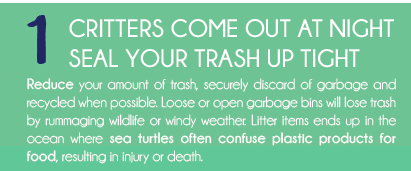 1 CRITTERS COME OUT AT NIGHT
SEAL YOUR TRASH UP TIGHT
Reduce your amount of trash, securely discard of garbage and
recycled when possible. Loose or open garbage bins will lose trash
by rummaging wildlife or windy weather. Litter items ends up in the
ocean where sea turtles often confuse plastic products for
food, resulting in injury or death.